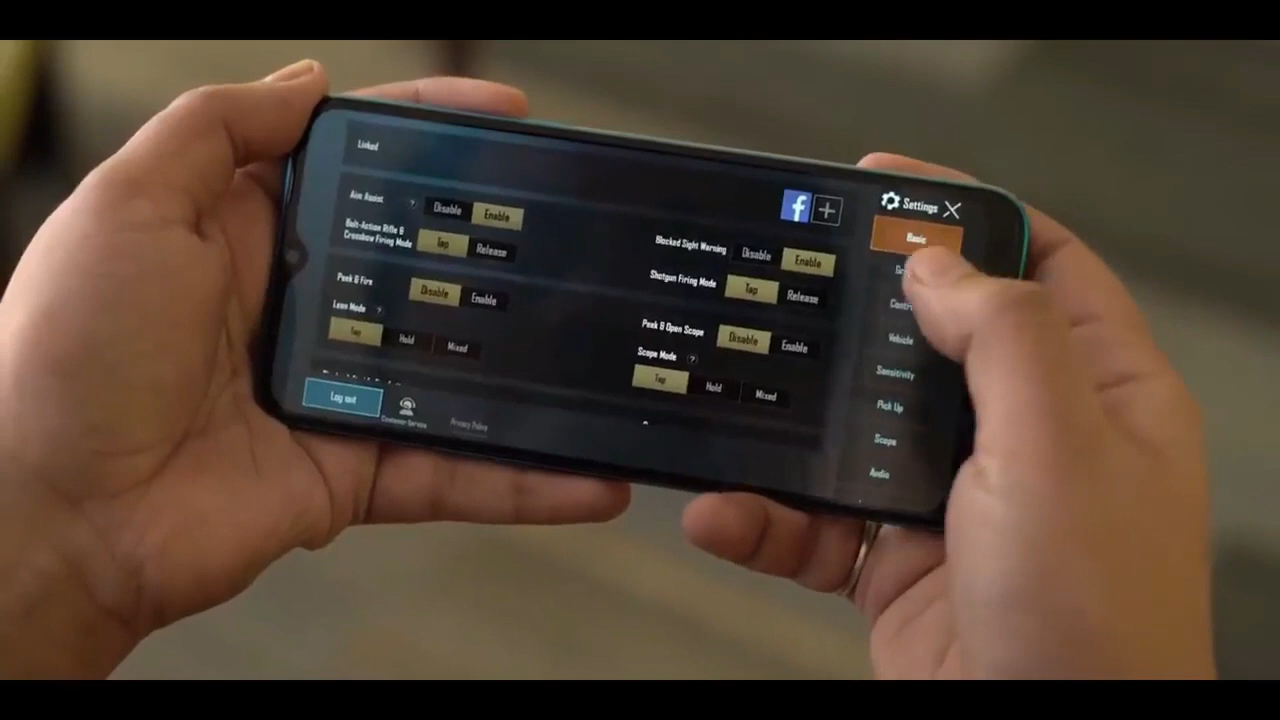 Linked
f
Settings
Basic
Aim Assist ? Disable Enable
Blocked Sight Warning Disable Enable
Bolt-Action Rifle &
Crossbow Firing Mode Tap Release
Shotgun Firing Mode Tap Release
Peek & Fire Disable Enable
Peek & Open Scope Disable Enable
Lean Mode ?
Tap Hold Mixed
Scope Mode ?
Tap Hold Mixed
Log out
Customer Service
Privacy Policy
Vehicle
Sensitivity
Pick Up
Scope
Audio